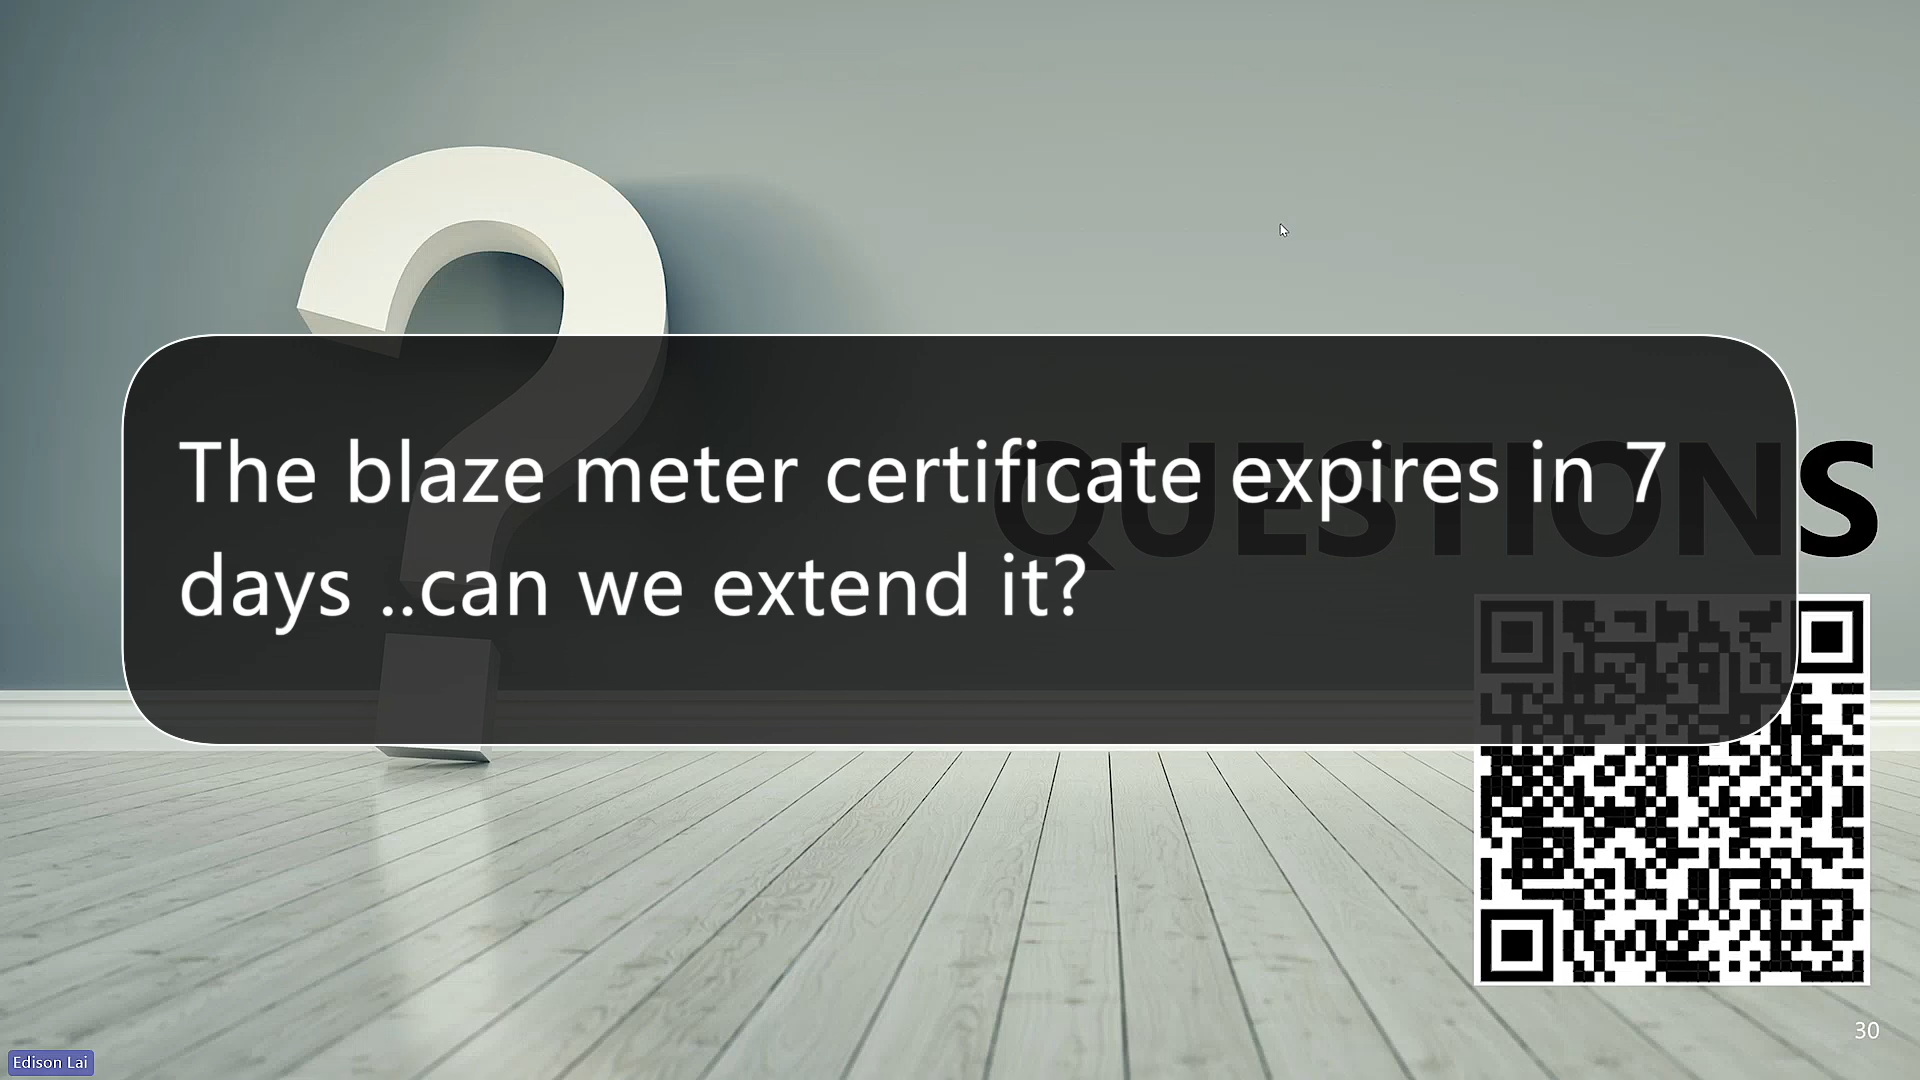 The blaze meter certificate expires in 7
days ..can we extend it?
QUESTIONS
30
Edison Lai